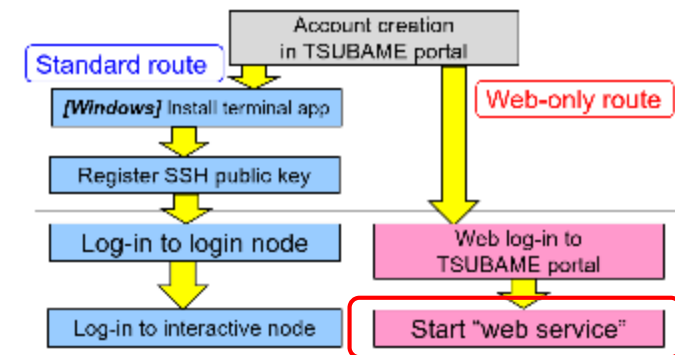 Account creation
in TSUBAME portal
Standard route
Web-only route
[Windows] Install terminal app
Register SSH public key
Log-in to login node
Web log-in to
TSUBAME portal
Log-in to interactive node
Start “web service”